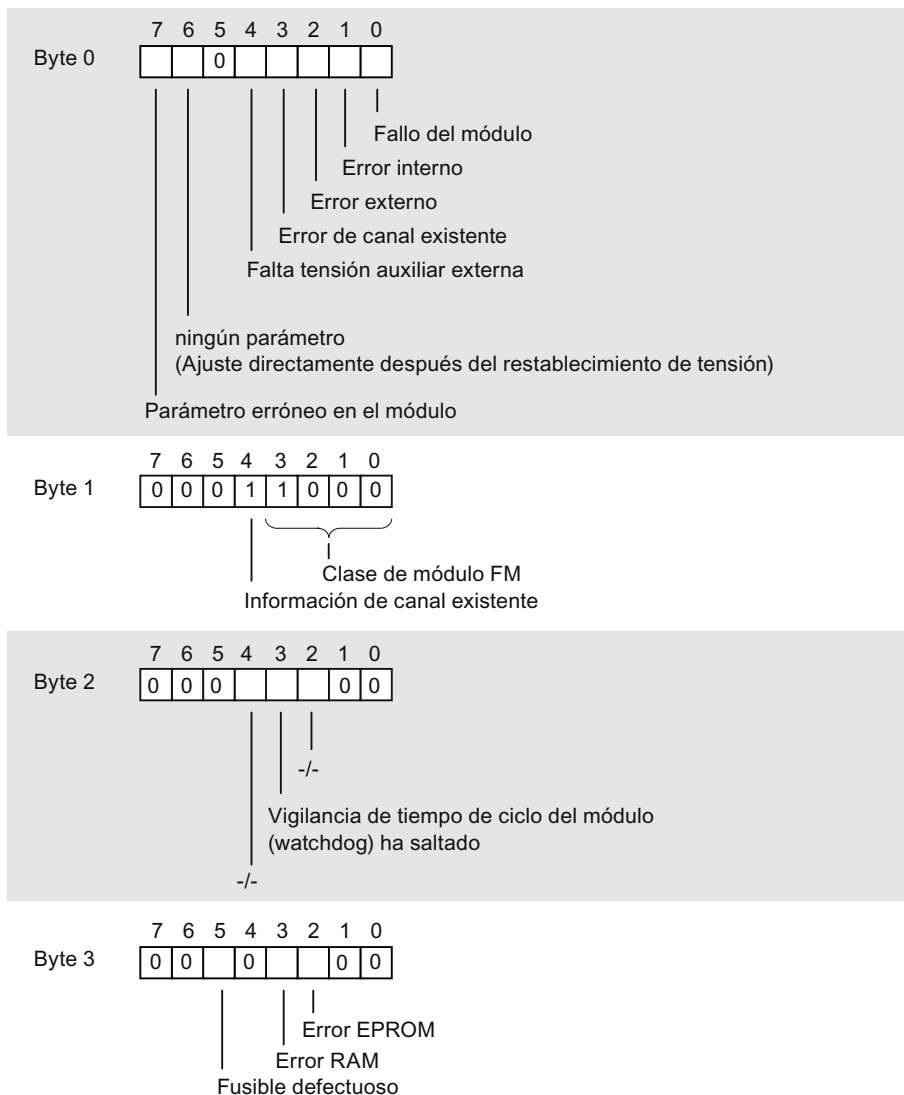 7 6 5 4 3 2 1 0
Byte 0
0
Fallo del módulo
Error interno
Error externo
Error de canal existente
Falta tensión auxiliar externa
ningún parámetro
(Ajuste directamente después del restablecimiento de tensión)
Parámetro erróneo en el módulo
7 6 5 4 3 2 1 0
Byte 1
0 0 0 1 1 0 0 0
Clase de módulo FM
Información de canal existente
7 6 5 4 3 2 1 0
Byte 2
0 0 0 0 0
-/-
Vigilancia de tiempo de ciclo del módulo
(watchdog) ha saltado
-/-
7 6 5 4 3 2 1 0
Byte 3
0 0 0 0 0
Error EPROM
Error RAM
Fusible defectuoso